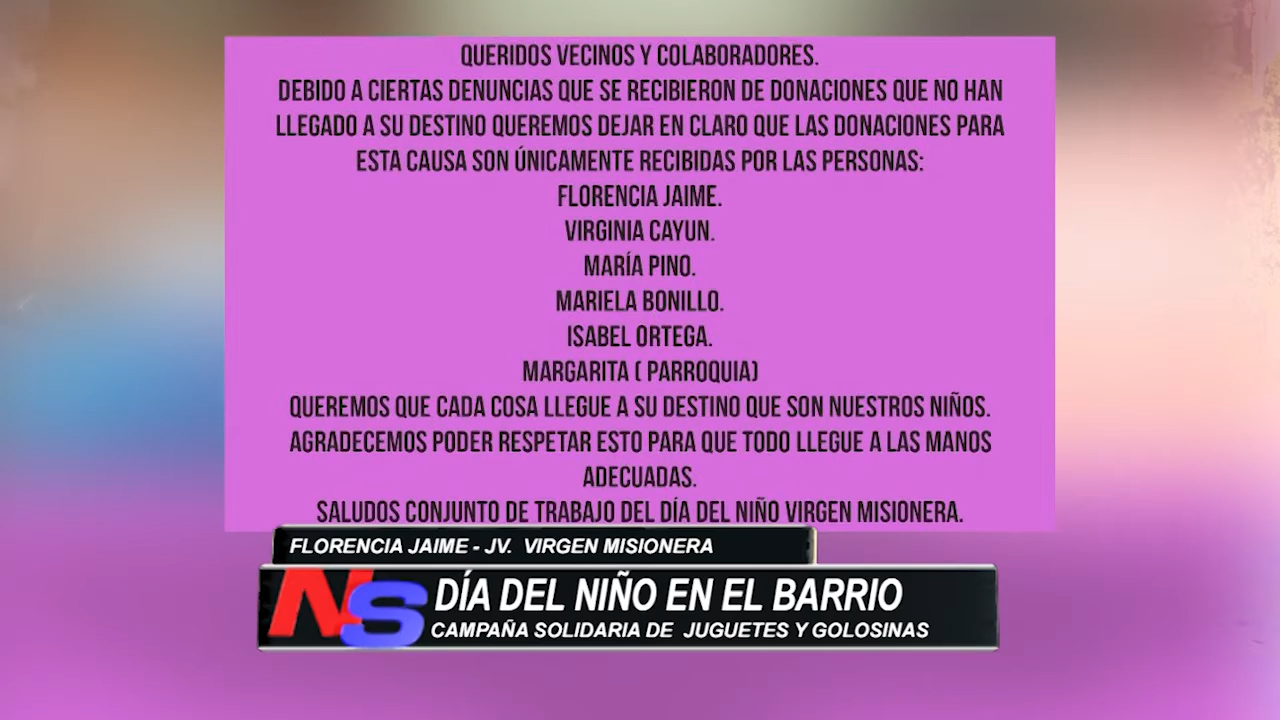 QUERIDOS VECINOS Y COLABORADORES.
DEBIDO A CIERTAS DENUNCIAS QUE SE RECIBIERON DE DONACIONES QUE NO HAN
LLEGADO A SU DESTINO QUEREMOS DEJAR EN CLARO QUE LAS DONACIONES PARA
ESTA CAUSA SON ÚNICAMENTE RECIBIDAS POR LAS PERSONAS:
FLORENCIA JAIME.
VIRGINIA CAYUN.
MARÍA PINO.
MARIELA BONILLO.
ISABEL ORTEGA.
MARGARITA ( PARROQUIA)
QUEREMOS QUE CADA COSA LLEGUE A SU DESTINO QUE SON NUESTROS NIÑOS.
AGRADECEMOS PODER RESPETAR ESTO PARA QUE TODO LLEGUE A LAS MANOS
ADECUADAS.
SALUDOS CONJUNTO DE TRABAJO DEL DÍA DEL NIÑO VIRGEN MISIONERA.
FLORENCIA JAIME - JV. VIRGEN MISIONERA
NS
DÍA DEL NIÑO EN EL BARRIO
CAMPAÑA SOLIDARIA DE JUGUETES Y GOLOSINAS